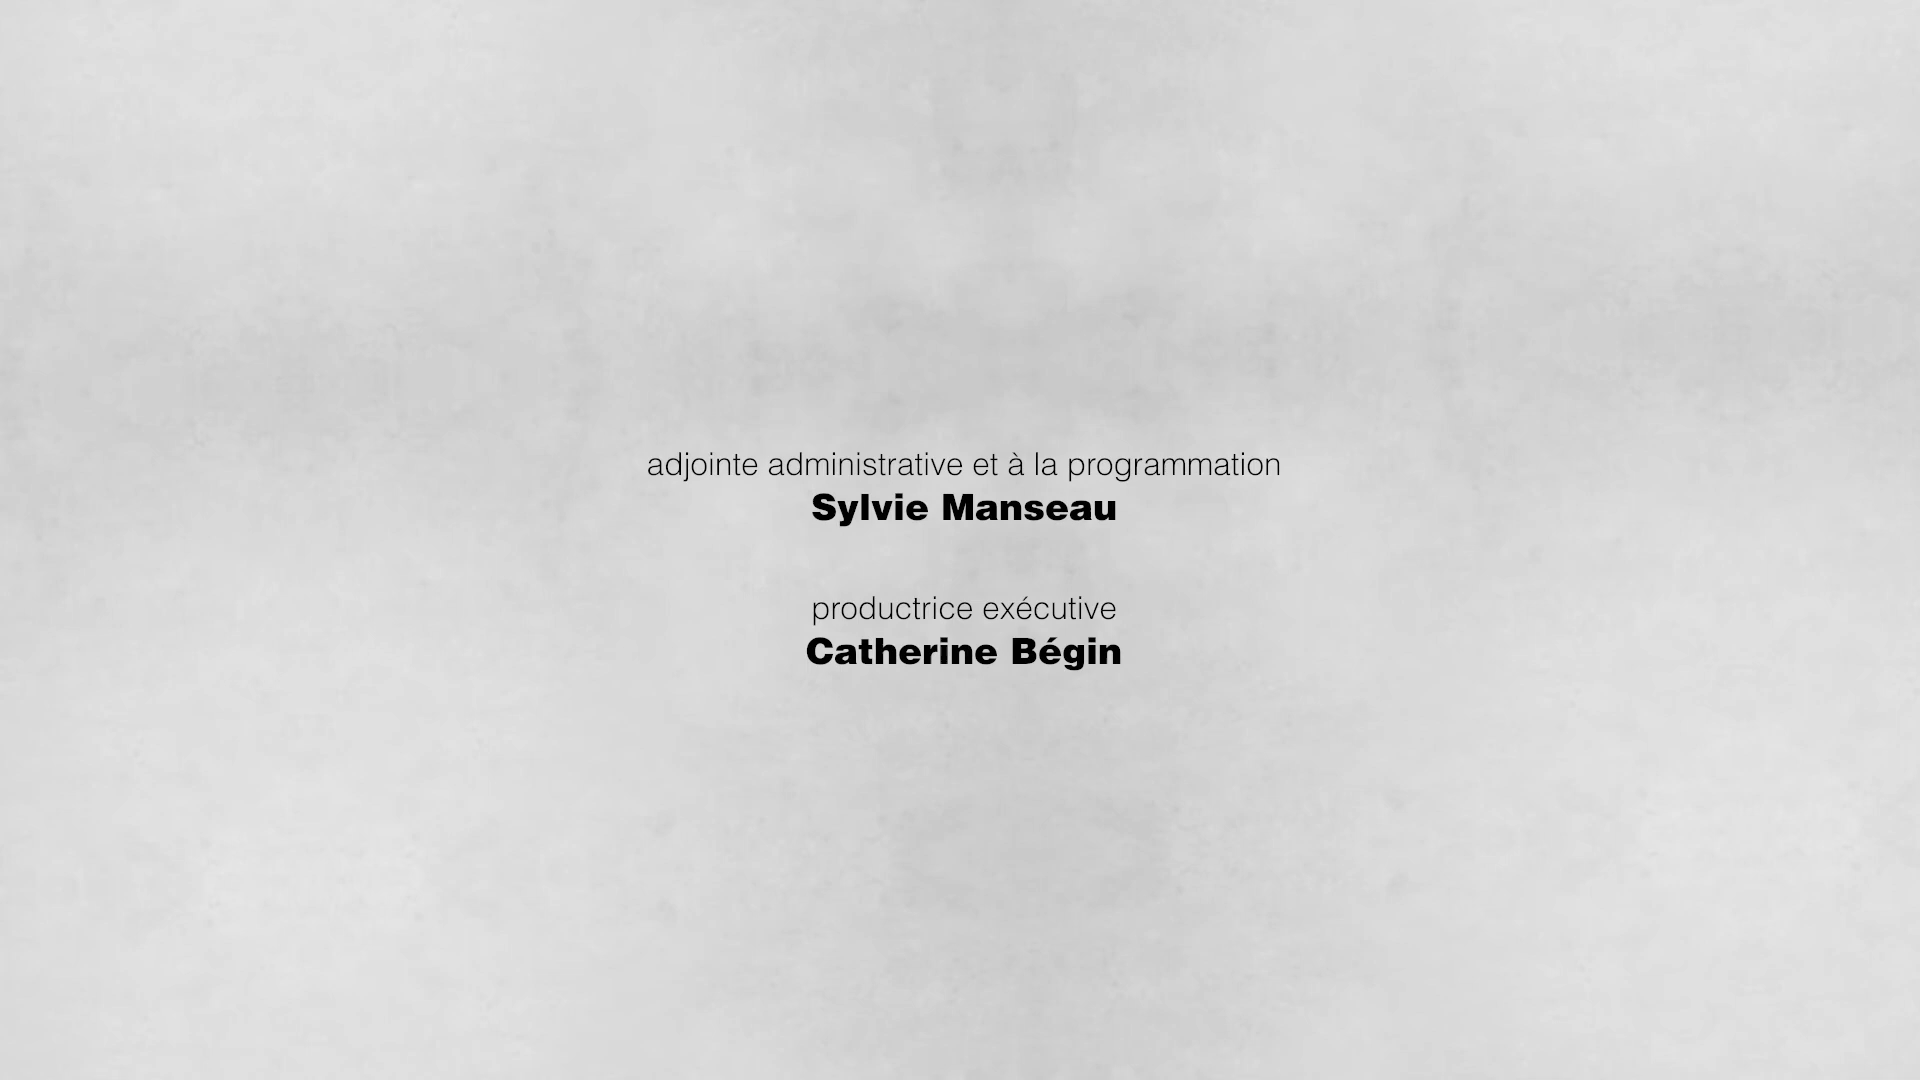 adjointe administrative et à la programmation
Sylvie Manseau
productrice exécutive
Catherine Bégin